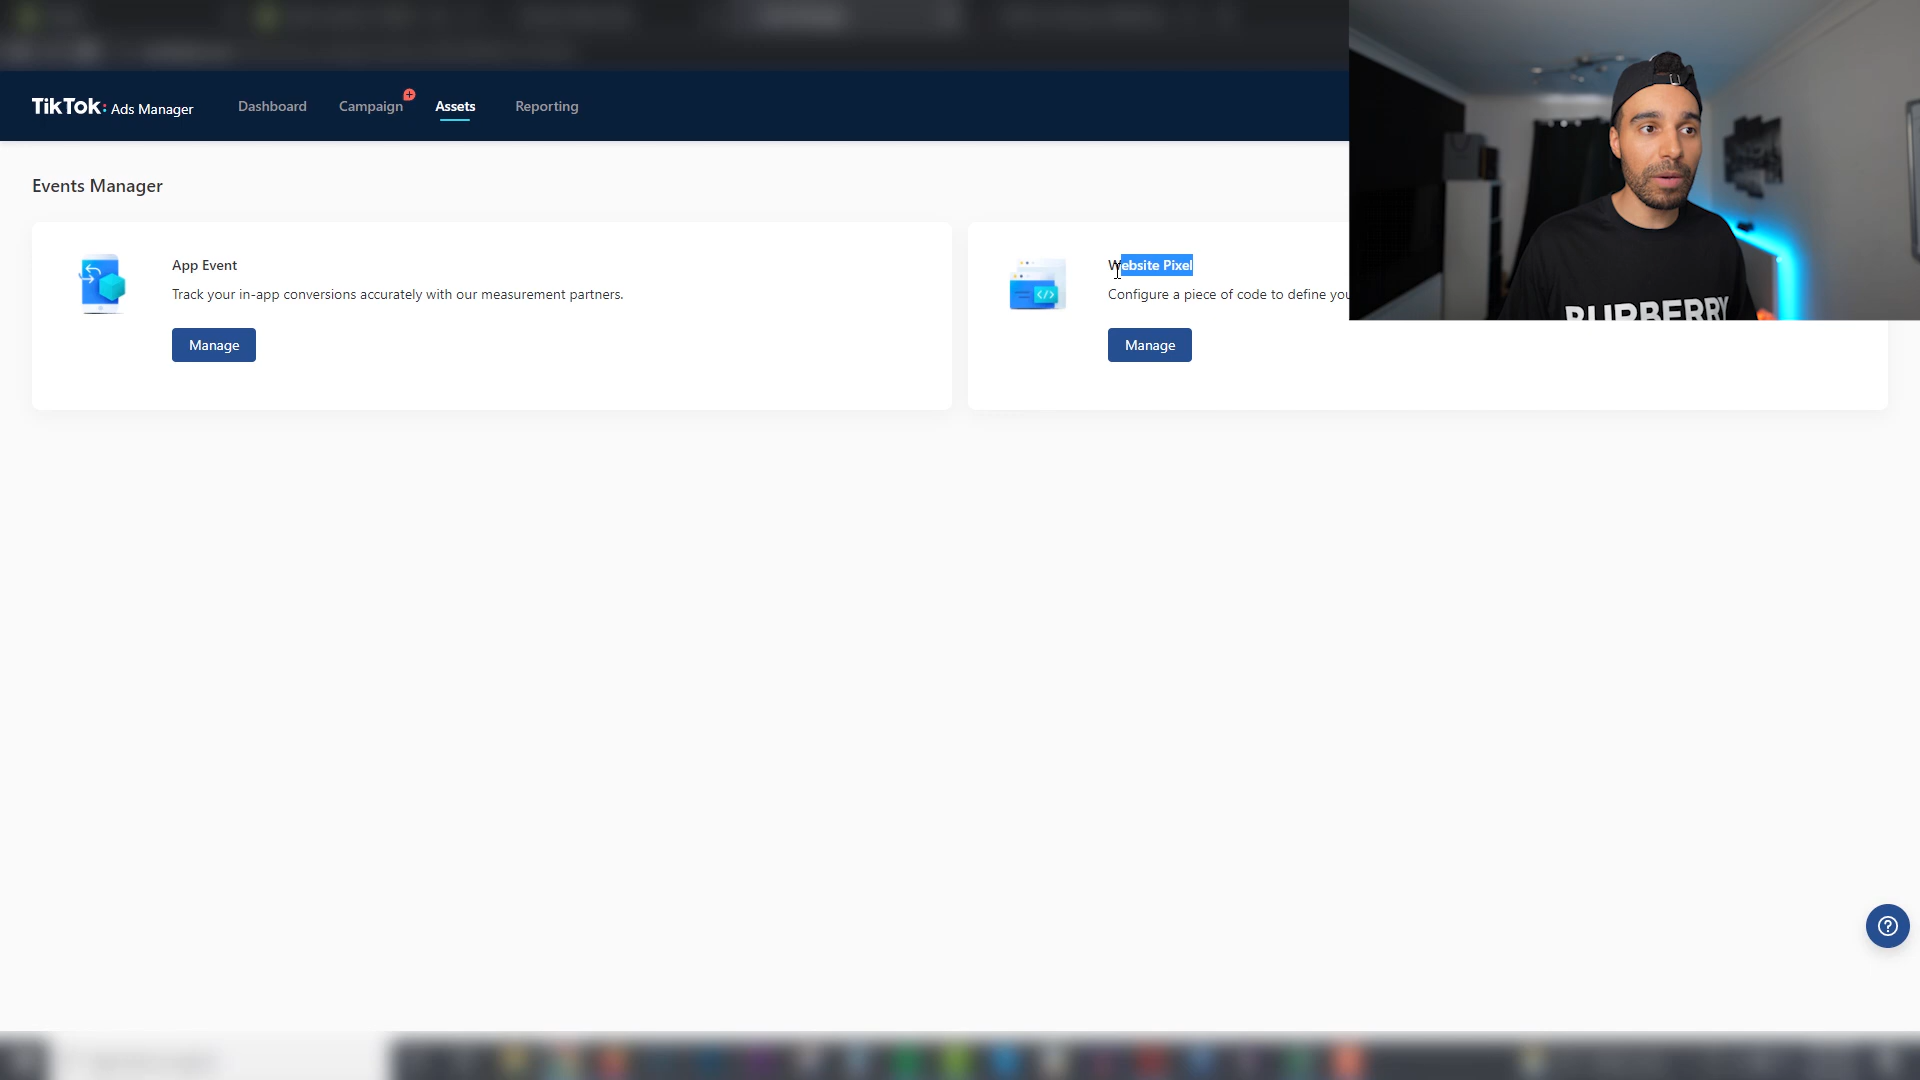 TikTok: Ads Manager
Dashboard
Campaign
Assets
Reporting
Events Manager
App Event
Track your in-app conversions accurately with our measurement partners.
Manage
Website Pixel
Configure a piece of code to define you
Manage
BURBERRY